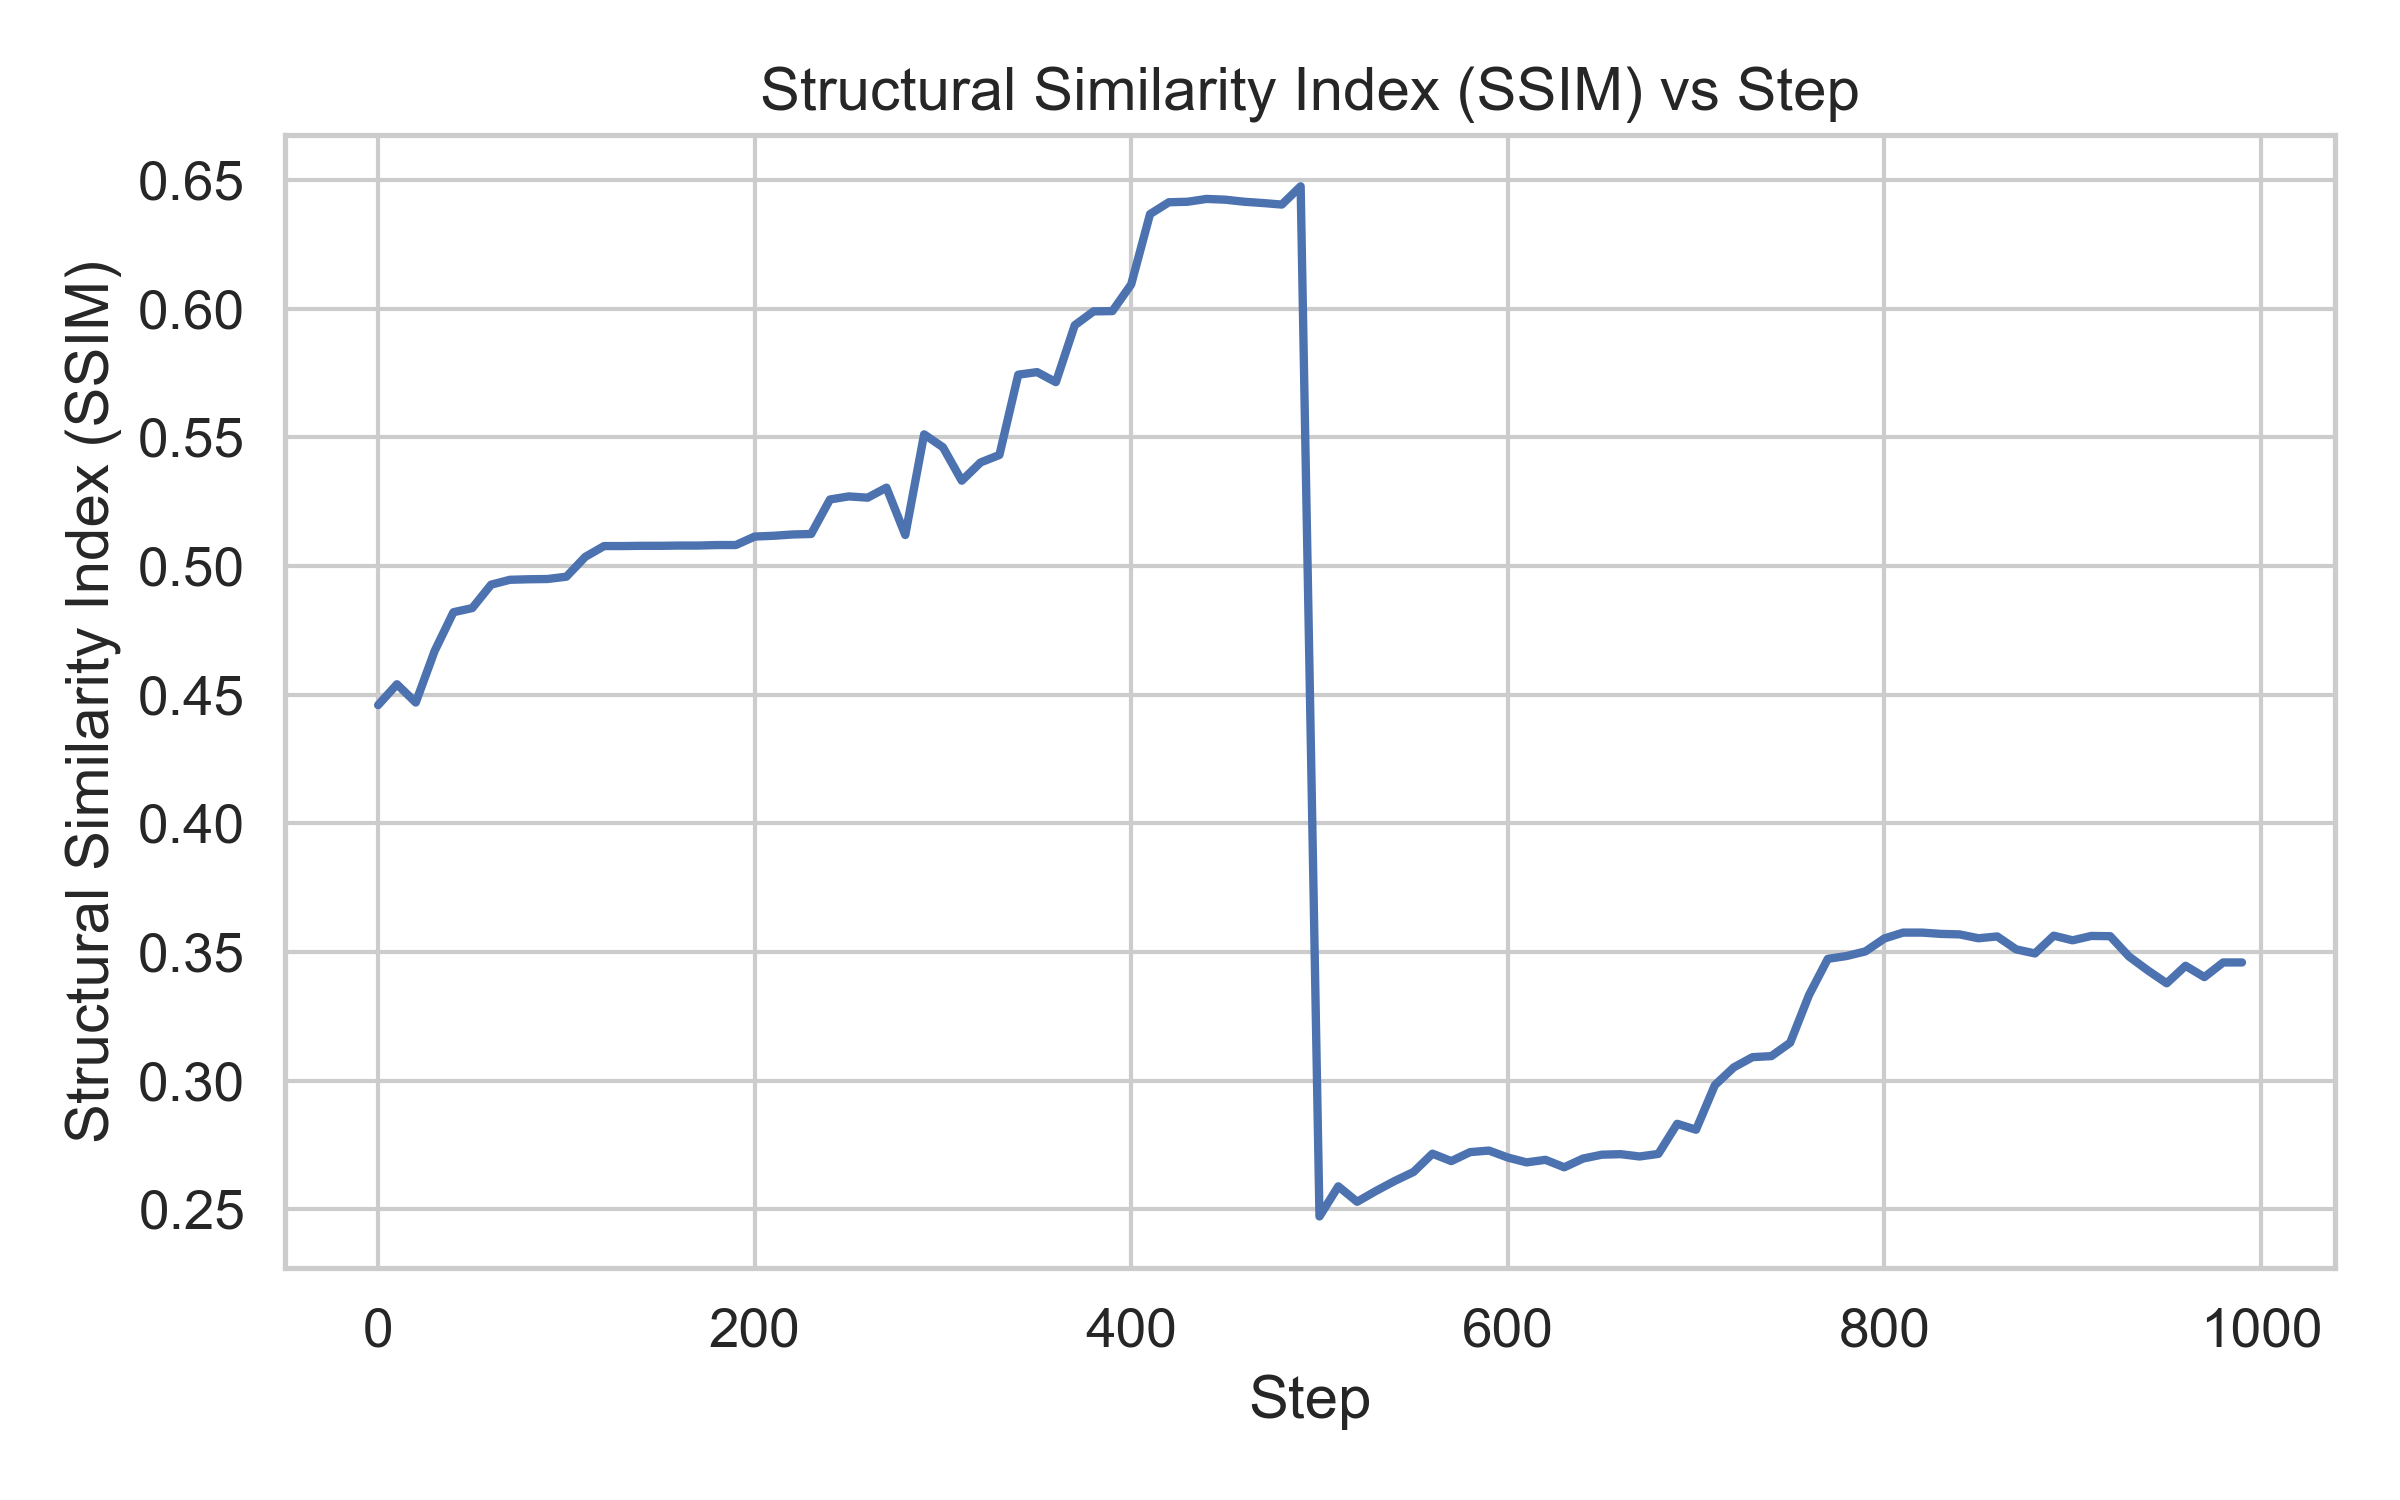 Structural Similarity Index (SSIM) vs Step
Structural Similarity Index (SSIM)
0.65
0.60
0.55
0.50
0.45
0.40
0.35
0.30
0.25
0 200 400 600 800 1000
Step